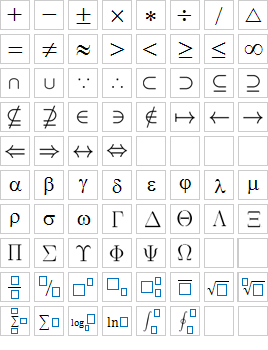 + − ± × ∗ ÷ / △
= ≠ ≈ > < ≥ ≤ ∞
∩ ∪ ∵ ∴ ⊂ ⊃ ⊆ ⊇
⊈ ⊉ ∈ ∋ ∉ ↦ ← →
⇐ ⇒ ↔ ⇔
α β γ δ ε φ λ μ
ρ σ ω Γ Δ Θ Λ Ξ
Π Σ Υ Φ Ψ Ω
□/□ □/□ □^□ □_□ □^□_□ □̅ √□ □√□
Σ□ Σ□ log□□ ln□ ∫□ ∮□